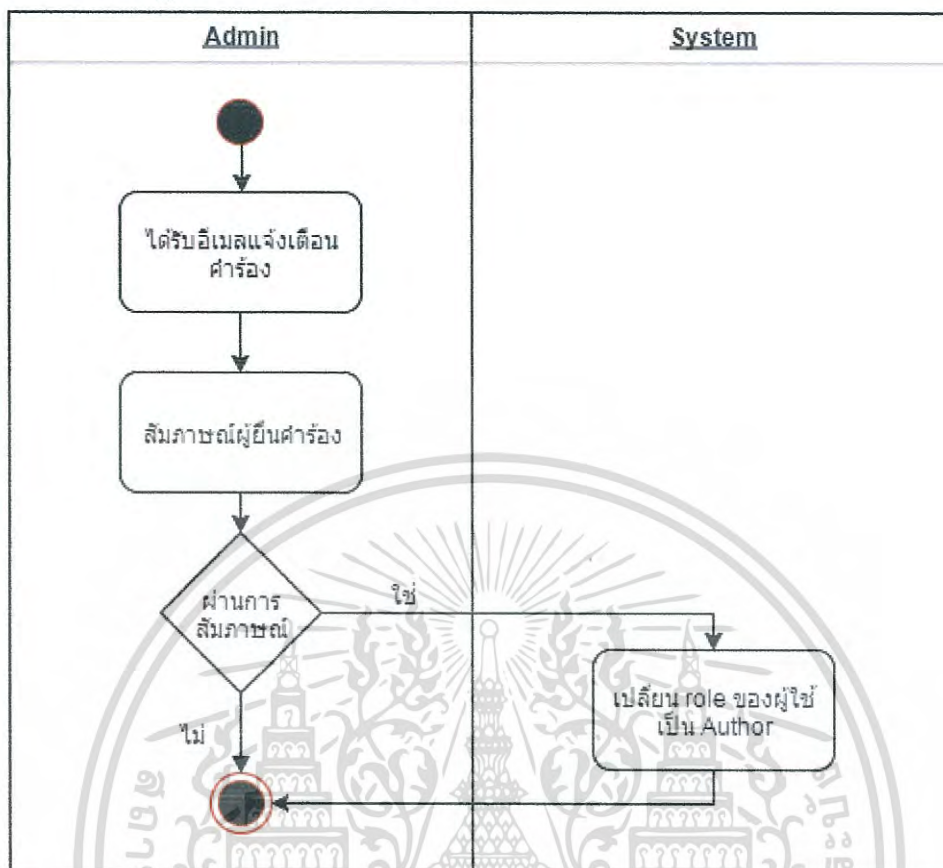 Admin
System
ได้รับอีเมลแจ้งเตือน
คำร้อง
สัมภาษณ์ผู้ยื่นคำร้อง
ผ่านการ
สัมภาษณ์
ใช่
ไม่
เปลี่ยน role ของผู้ใช้
เป็น Author